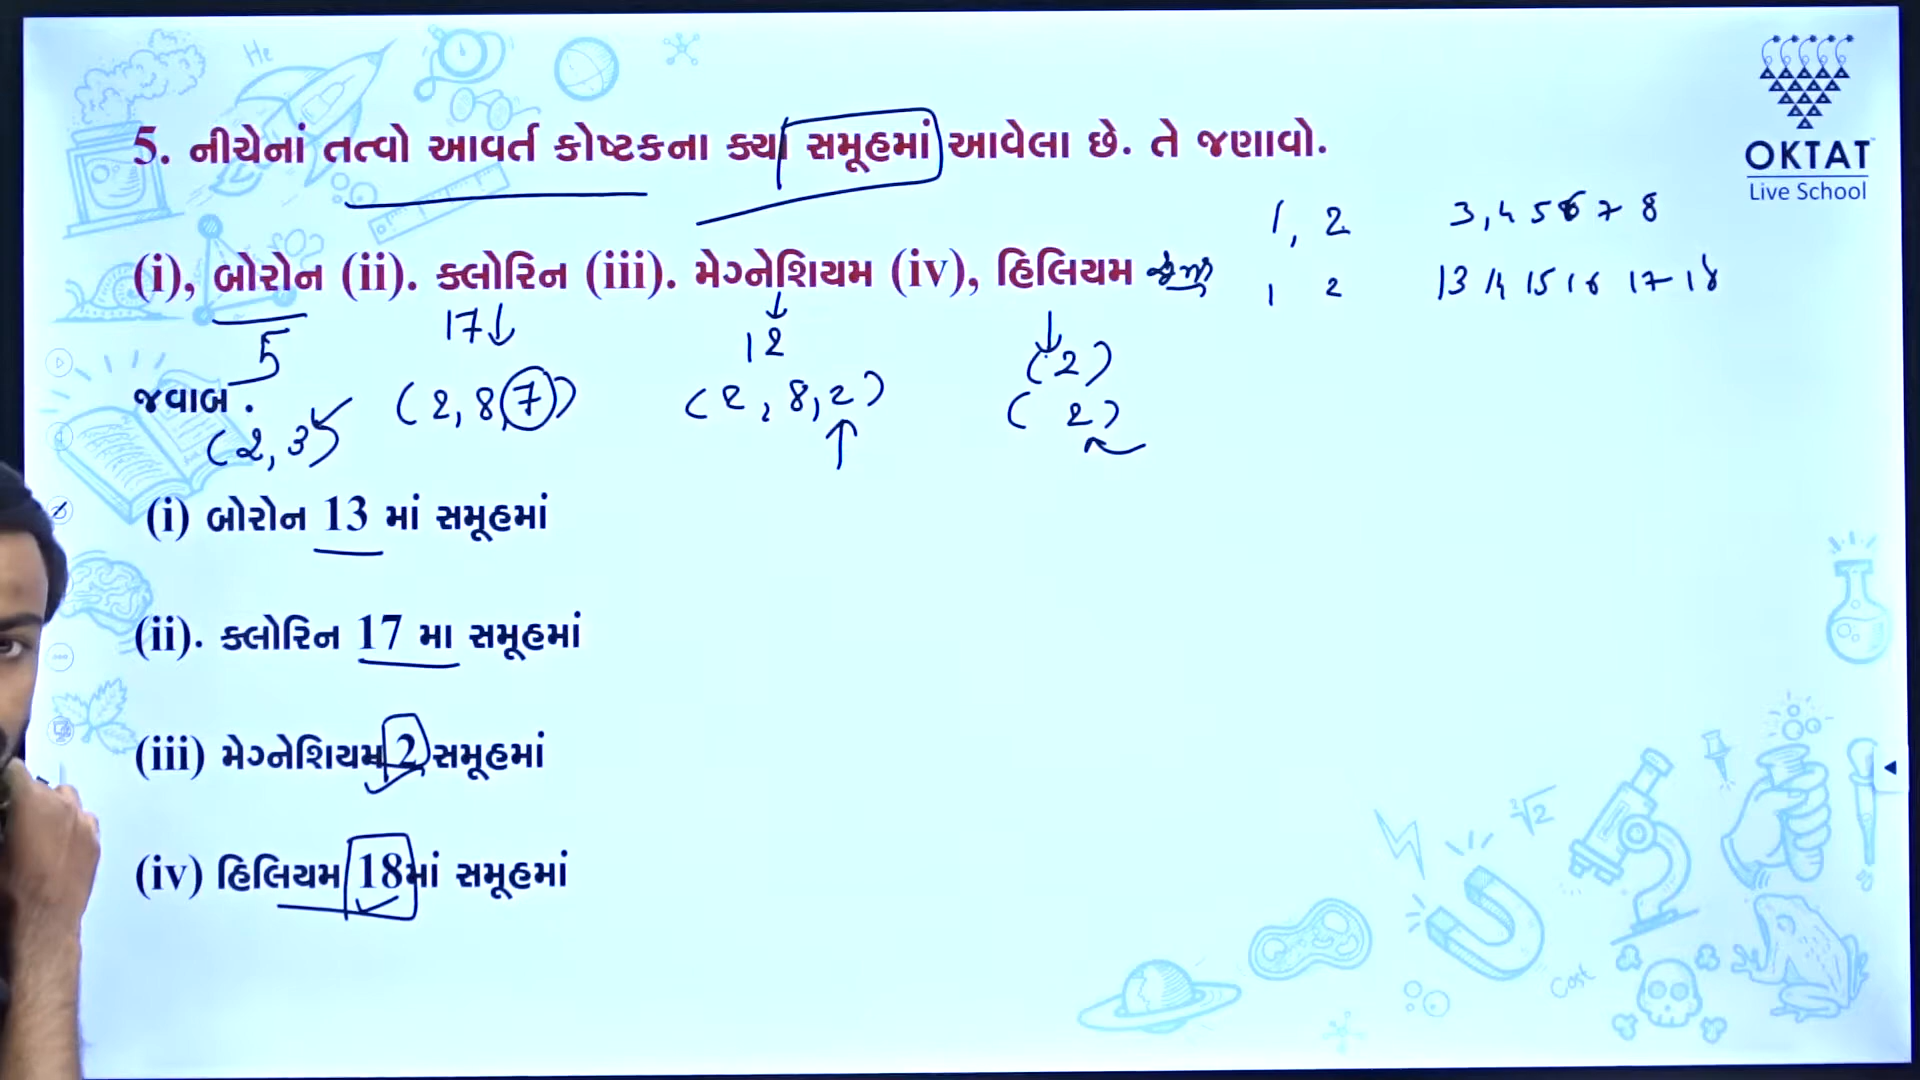 He
5. નીચેનાં તત્વો આવર્ત કોષ્ટકના ક્યા સમૂહમાં આવેલા છે. તે જણાવો.
OKTAT
Live School
1, 2 3, 4 5 6 7 8
(i), બોરોન (ii). ક્લોરિન (iii). મેગ્નેશિયમ (iv), હિલિયમ
1 2 13 14 15 16 17 18
5 17↓ ↓ 12 ↓ (2)
જવાબ .
(2, 3) (2, 8, 7) (2, 8, 2) (2)
(i) બોરોન 13 માં સમૂહમાં
(ii). ક્લોરિન 17 મા સમૂહમાં
(iii) મેગ્નેશિયમ 2 સમૂહમાં
(iv) હિલિયમ 18માં સમૂહમાં
Cost